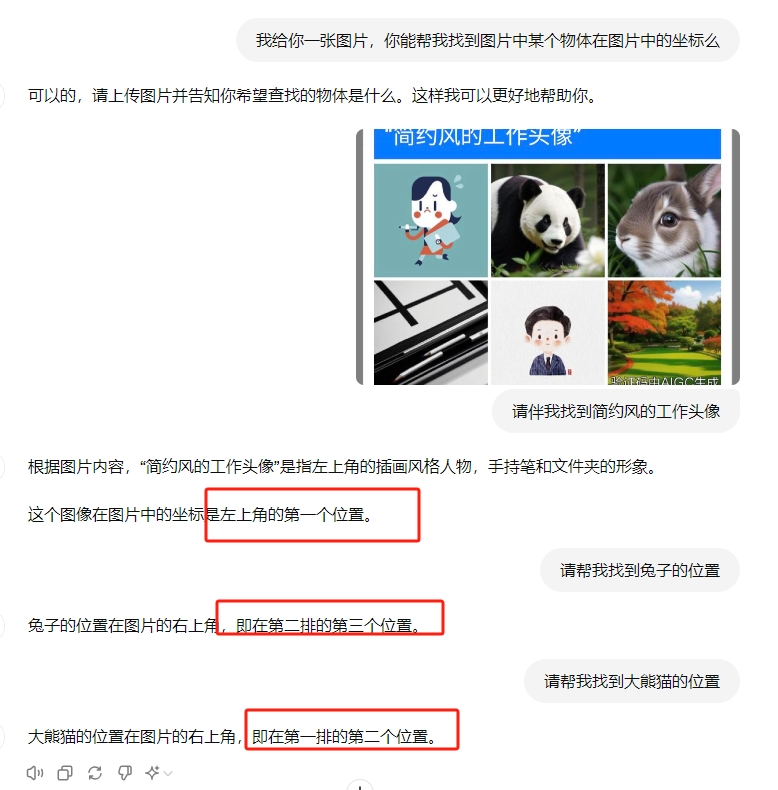 我给你一张图片，你能帮我找到图片中某个物体在图片中的坐标么
可以的，请上传图片并告知你希望查找的物体是什么。这样我可以更好地帮助你。
“简约风的工作头像”
验证码由AIGC生成
请伴我找到简约风的工作头像
根据图片内容，“简约风的工作头像”是指左上角的插画风格人物，手持笔和文件夹的形象。
这个图像在图片中的坐标是左上角的第一个位置。
请帮我找到兔子的位置
兔子的位置在图片的右上角，即在第二排的第三个位置。
请帮我找到大熊猫的位置
大熊猫的位置在图片的右上角，即在第一排的第二个位置。